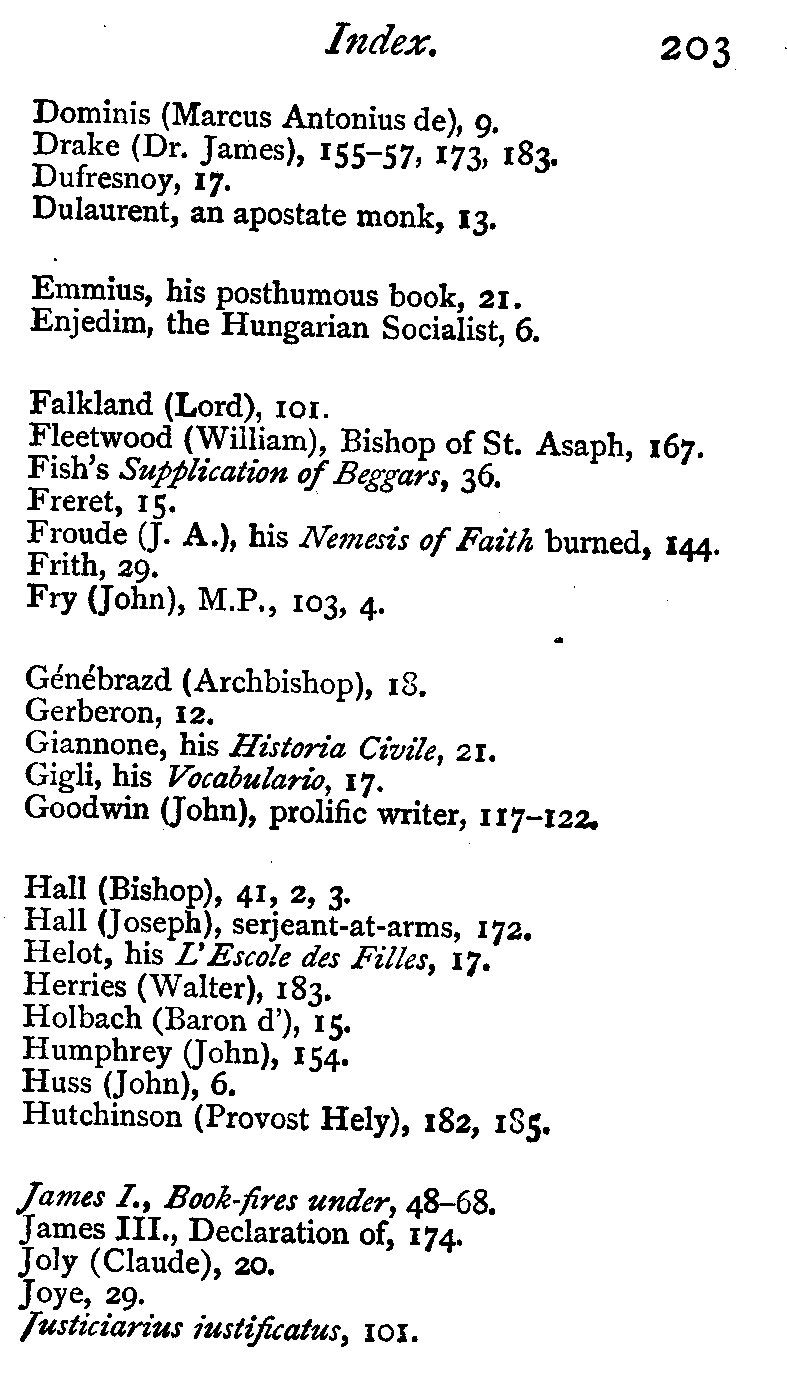 Index. 203
Dominis (Marcus Antonius de), 9.
Drake (Dr. James), 155–57, 173, 183.
Dufresnoy, 17.
Dulaurent, an apostate monk, 13.
Emmius, his posthumous book, 21.
Enjedim, the Hungarian Socialist, 6.
Falkland (Lord), 101.
Fleetwood (William), Bishop of St. Asaph, 167.
Fish's Supplication of Beggars, 36.
Freret, 15.
Froude (J. A.), his Nemesis of Faith burned, 144.
Frith, 29.
Fry (John), M.P., 103, 4.
Génébrazd (Archbishop), 18.
Gerberon, 12.
Giannone, his Historia Civile, 21.
Gigli, his Vocabulario, 17.
Goodwin (John), prolific writer, 117–122.
Hall (Bishop), 41, 2, 3.
Hall (Joseph), serjeant-at-arms, 172.
Helot, his L'Escole des Filles, 17.
Herries (Walter), 183.
Holbach (Baron d'), 15.
Humphrey (John), 154.
Huss (John), 6.
Hutchinson (Provost Hely), 182, 185.
James I., Book-fires under, 48–68.
James III., Declaration of, 174.
Joly (Claude), 20.
Joye, 29.
Justiciarius iustificatus, 101.